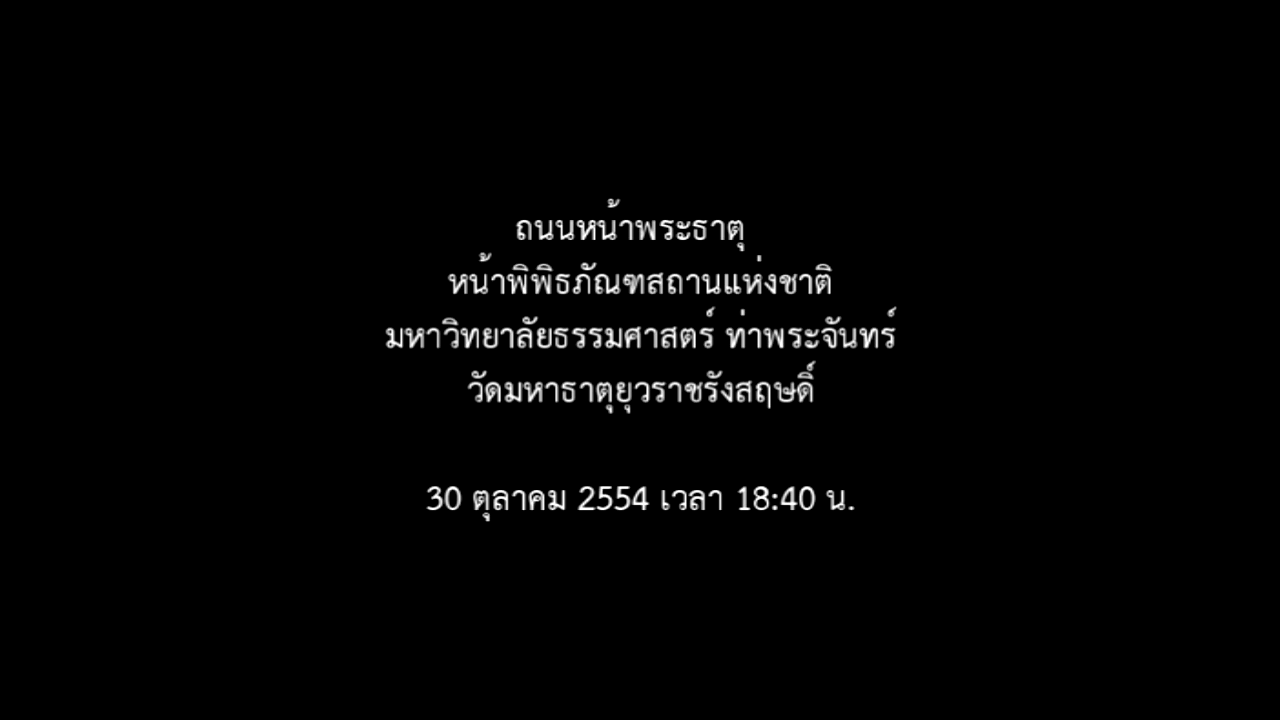 ถนนหน้าพระธาตุ
หน้าพิพิธภัณฑสถานแห่งชาติ
มหาวิทยาลัยธรรมศาสตร์ ท่าพระจันทร์
วัดมหาธาตุยุวราชรังสฤษดิ์
30 ตุลาคม 2554 เวลา 18:40 น.